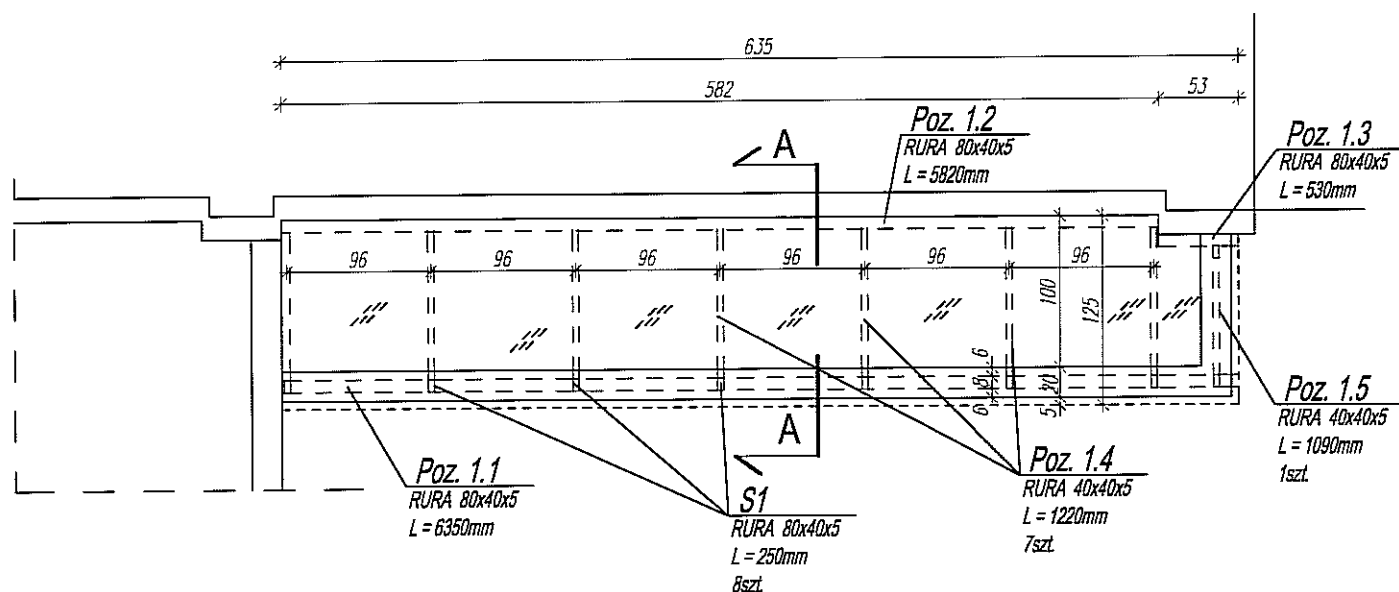 635
582
53
Poz. 1.2
RURA 80x40x5
L = 5820mm
Poz. 1.3
RURA 80x40x5
L = 530mm
A
96
96
96
96
96
96
100
125
6
8
6
20
5
A
Poz. 1.1
RURA 80x40x5
L = 6350mm
S1
RURA 80x40x5
L = 250mm
8szt.
Poz. 1.4
RURA 40x40x5
L = 1220mm
7szt.
Poz. 1.5
RURA 40x40x5
L = 1090mm
1szt.